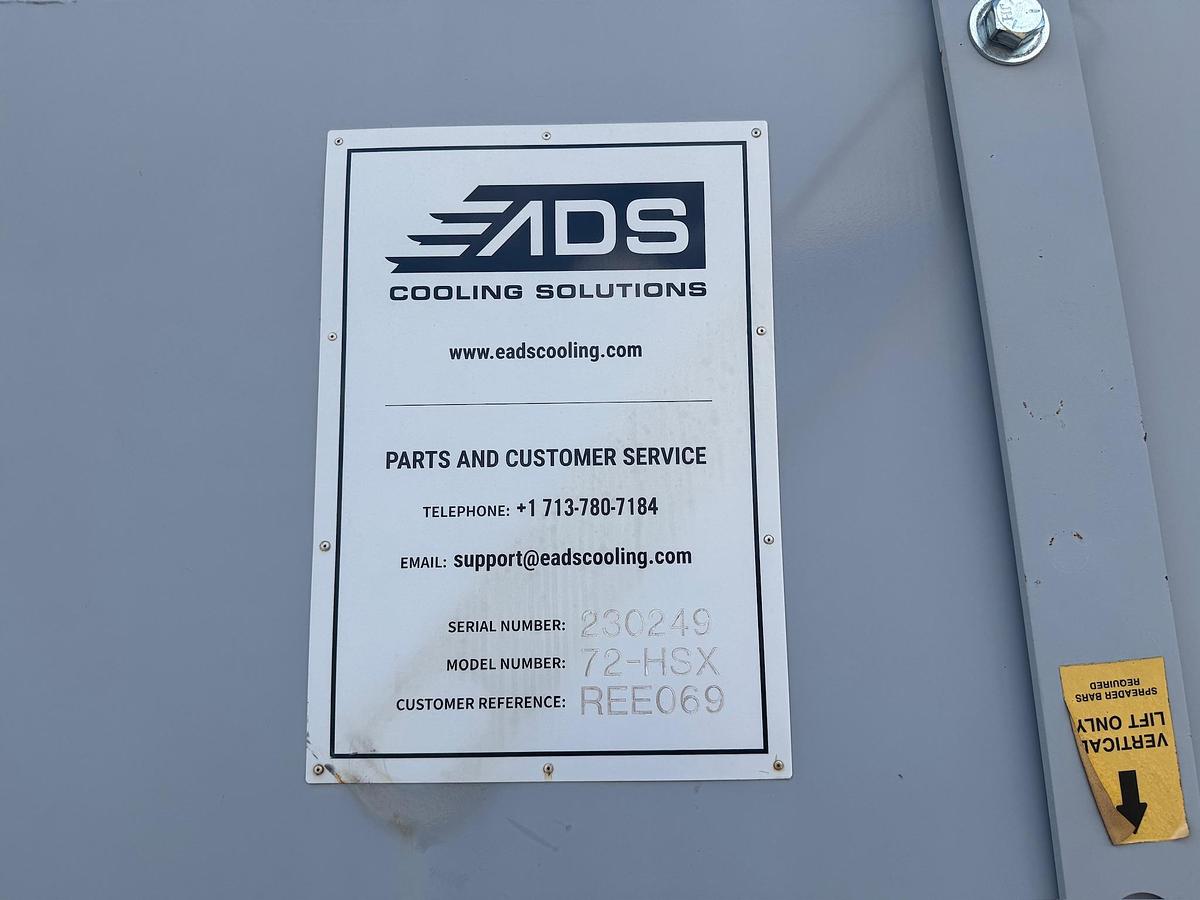 EADS
COOLING SOLUTIONS
www.eadscooling.com
PARTS AND CUSTOMER SERVICE
TELEPHONE: +1 713-780-7184
EMAIL: support@eadscooling.com
SERIAL NUMBER: 230249
MODEL NUMBER: 72-HSX
CUSTOMER REFERENCE: REE069
VERTICAL
LIFT ONLY
SPREADER BARS
REQUIRED